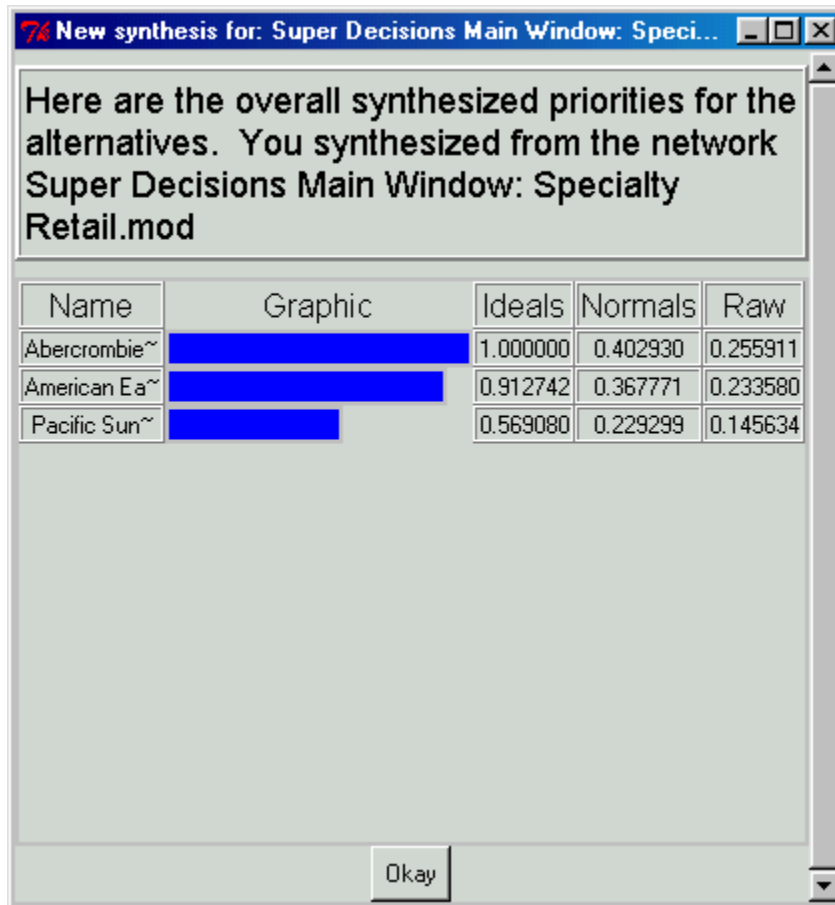 New synthesis for: Super Decisions Main Window: Speci...
Here are the overall synthesized priorities for the
alternatives.  You synthesized from the network
Super Decisions Main Window: Specialty
Retail.mod
Name Graphic Ideals Normals Raw
Abercrombie~ 1.000000 0.402930 0.255911
American Ea~ 0.912742 0.367771 0.233580
Pacific Sun~ 0.569080 0.229299 0.145634
Okay